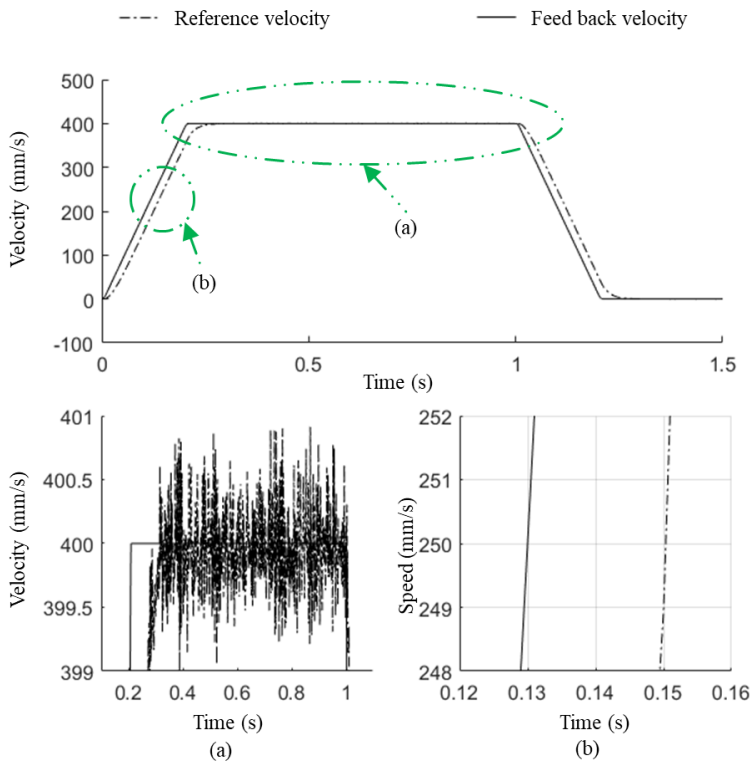 Reference velocity
Feed back velocity
500
400
300
200
100
0
-100
Velocity (mm/s)
(a)
(b)
0
0.5
1
1.5
Time (s)
401
400.5
400
399.5
399
Velocity (mm/s)
0.2
0.4
0.6
0.8
1
Time (s)
(a)
252
251
250
249
248
Speed (mm/s)
0.12
0.13
0.14
0.15
0.16
Time (s)
(b)